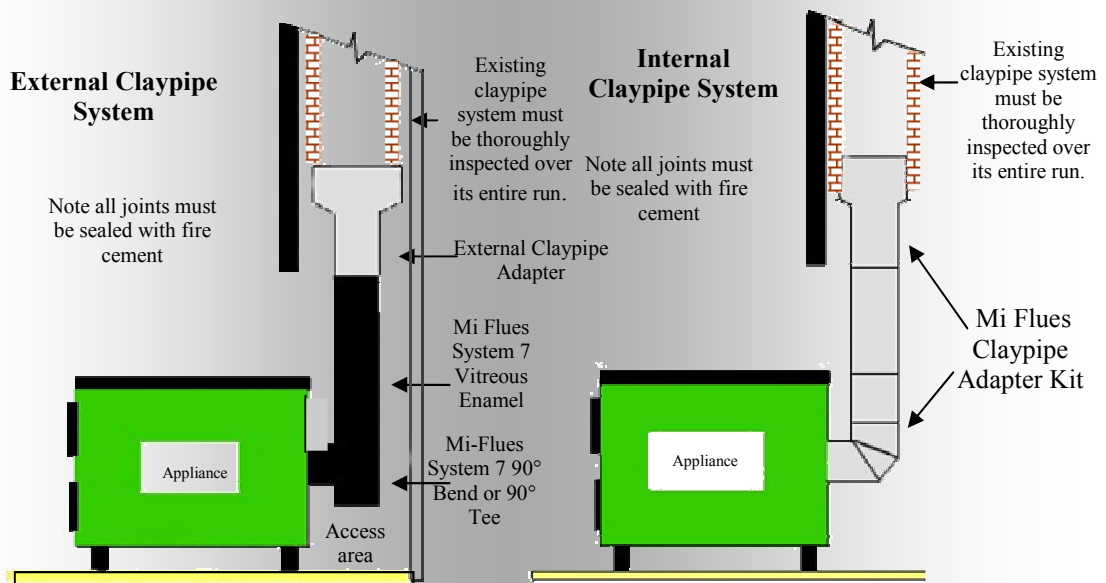 External Claypipe
System
Note all joints must
be sealed with fire
cement
Existing
claypipe
system must
be thoroughly
inspected over
its entire run.
External Claypipe
Adapter
Mi Flues
System 7
Vitreous
Enamel
Mi-Flues
System 7 90°
Bend or 90°
Tee
Appliance
Access
area
Internal
Claypipe System
Note all joints must
be sealed with fire
cement
Existing
claypipe system
must be
thoroughly
inspected over
its entire run.
Mi Flues
Claypipe
Adapter Kit
Appliance